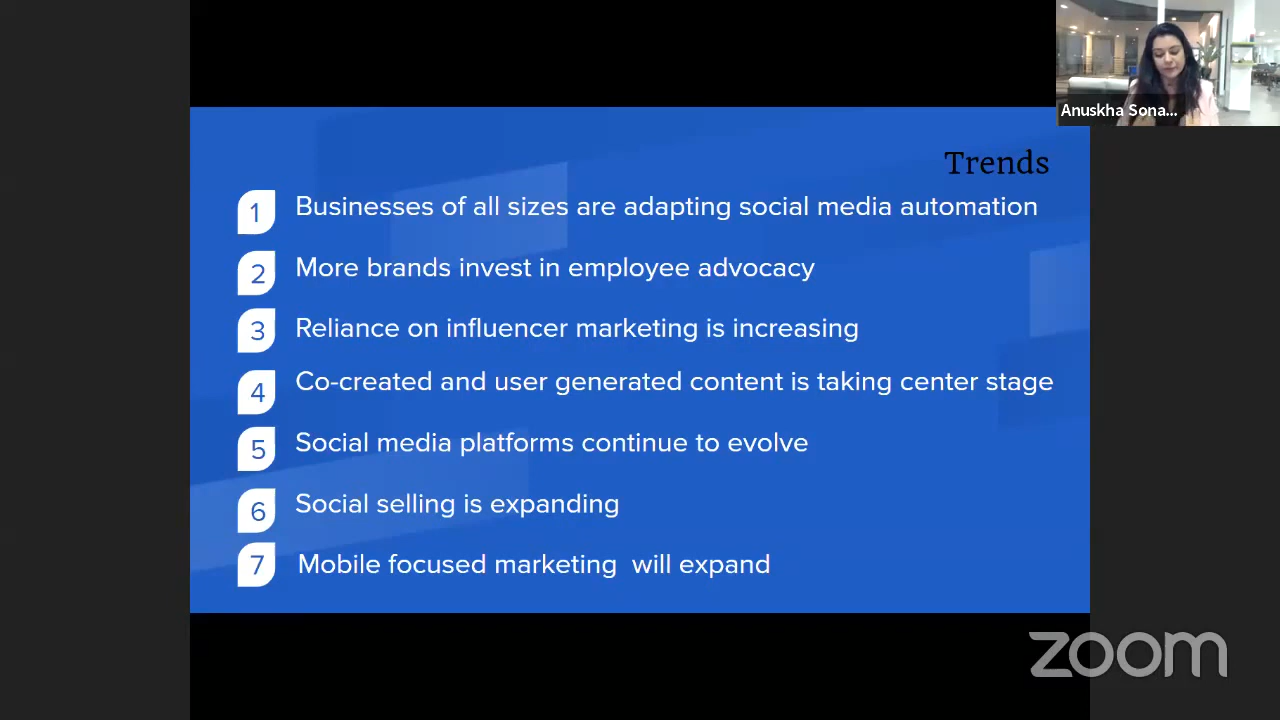 Anuskha Sona...
Trends
1 Businesses of all sizes are adapting social media automation
2 More brands invest in employee advocacy
3 Reliance on influencer marketing is increasing
4 Co-created and user generated content is taking center stage
5 Social media platforms continue to evolve
6 Social selling is expanding
7 Mobile focused marketing  will expand
zoom